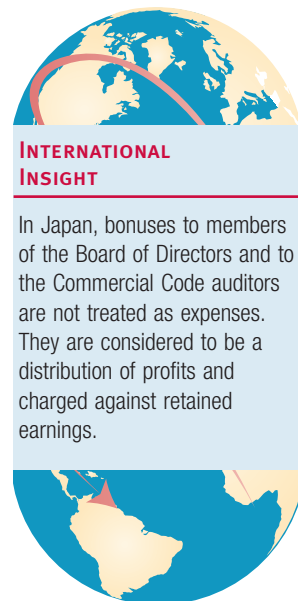 INTERNATIONAL
INSIGHT
In Japan, bonuses to members
of the Board of Directors and to
the Commercial Code auditors
are not treated as expenses.
They are considered to be a
distribution of profits and
charged against retained
earnings.